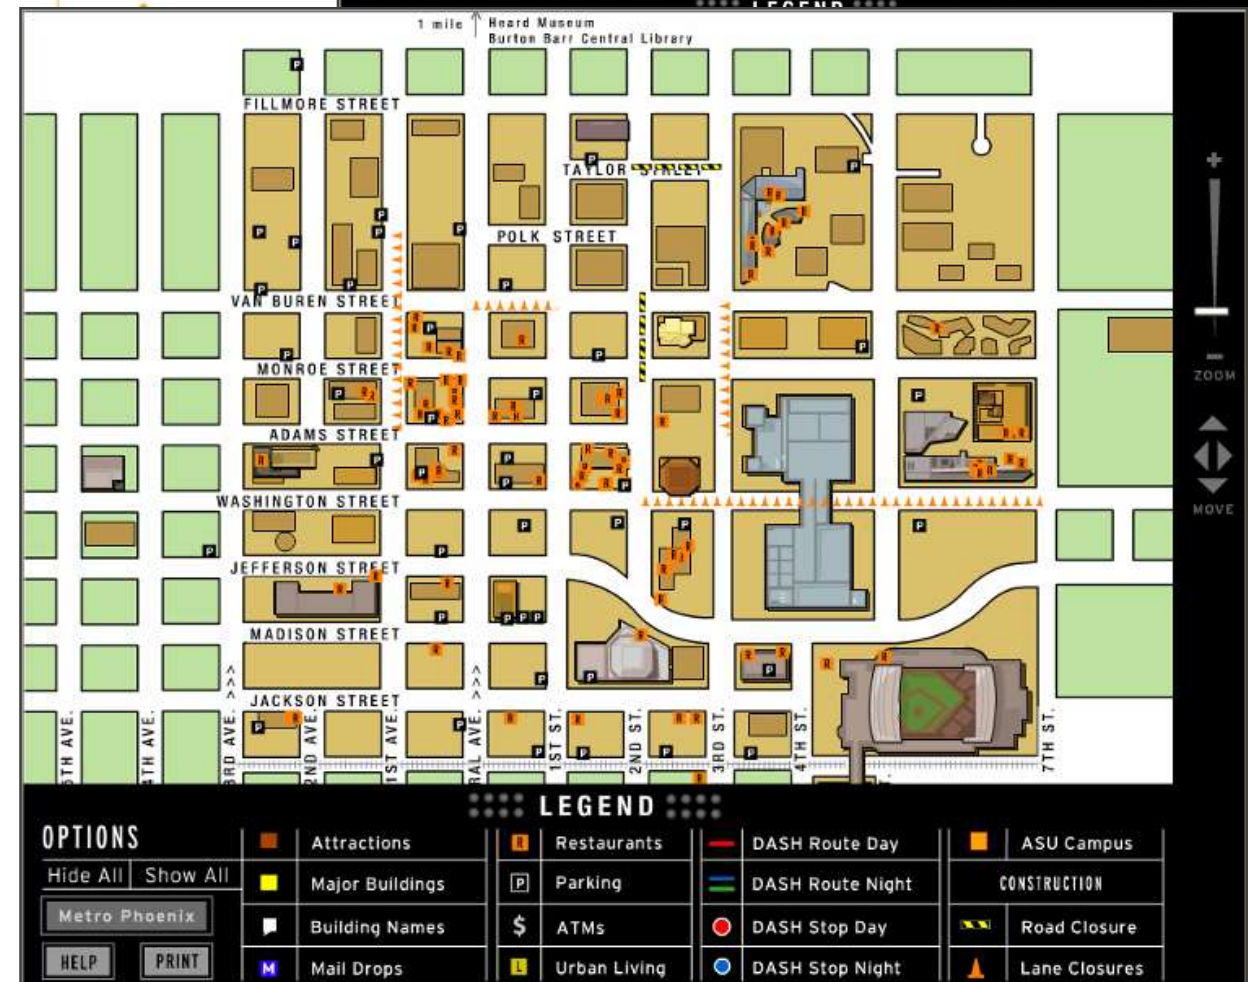 LEGEND
1 mile
Heard Museum
Burton Barr Central Library
FILLMORE STREET
TAYLOR STREET
POLK STREET
VAN BUREN STREET
MONROE STREET
ADAMS STREET
WASHINGTON STREET
JEFFERSON STREET
MADISON STREET
JACKSON STREET
5TH AVE.
4TH AVE.
3RD AVE.
2ND AVE.
1ST AVE.
RAL AVE.
1ST ST.
2ND ST.
3RD ST.
4TH ST.
7TH ST.
+
ZOOM
MOVE
LEGEND
OPTIONS
Hide All
Show All
Metro Phoenix
HELP
PRINT
Attractions
Major Buildings
Building Names
M Mail Drops
R Restaurants
P Parking
$ ATMs
L Urban Living
DASH Route Day
DASH Route Night
DASH Stop Day
DASH Stop Night
ASU Campus
CONSTRUCTION
Road Closure
Lane Closures